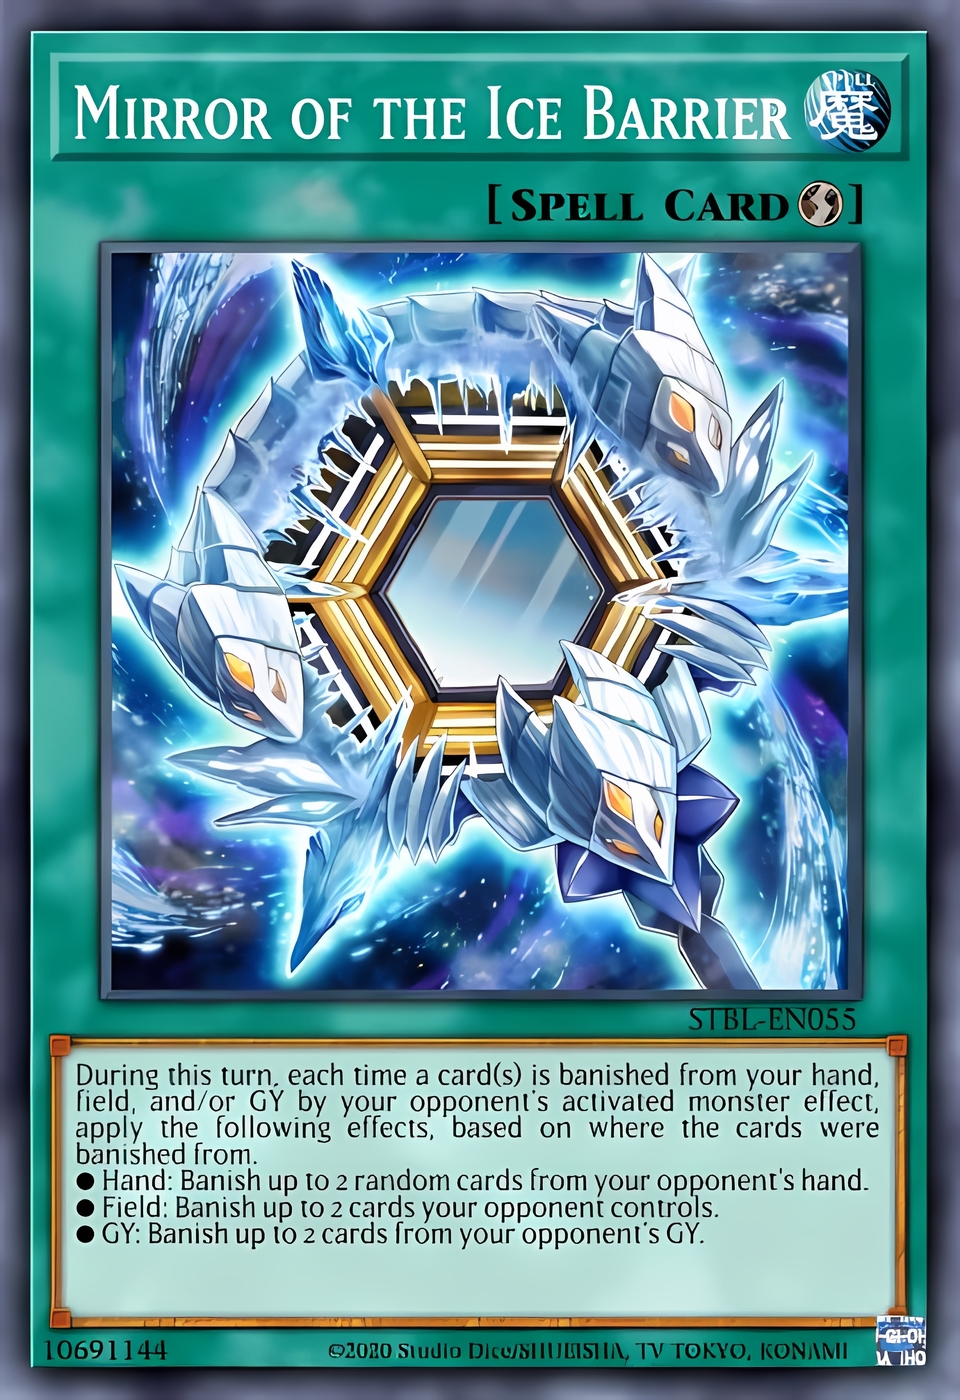 MIRROR OF THE ICE BARRIER 魔
[SPELL CARD]
STBL-EN055
During this turn, each time a card(s) is banished from your hand,
field, and/or GY by your opponent's activated monster effect,
apply the following effects, based on where the cards were
banished from.
● Hand: Banish up to 2 random cards from your opponent's hand.
● Field: Banish up to 2 cards your opponent controls.
● GY: Banish up to 2 cards from your opponent's GY.
10691144
©2020 Studio Dice/SHUEISHA, TV TOKYO, KONAMI